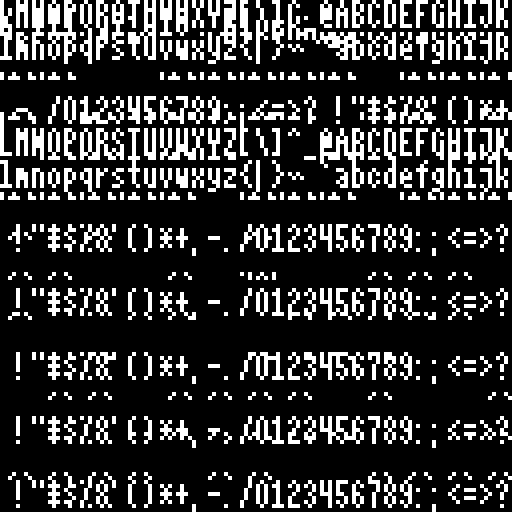 LMNOPQRSTUVWXYZ[\] @ABCDEFGHIJK
lmnopqrstuvwxyz{|}~ abcdefghijk
/0123456789:;<=>? !"#$%&'()*+
LMNOPQRSTUVWXYZ[\]^_@ABCDEFGHIJK
lmnopqrstuvwxyz{|}~ abcdefghijk
!"#$%&'()*+,-./0123456789:;<=>?
!"#$%&'()*+,-./0123456789:;<=>?
!"#$%&'()*+,-./0123456789:;<=>?
!"#$%&'()*+,-./0123456789:;<=>?
!"#$%&'()*+,-./0123456789:;<=>?